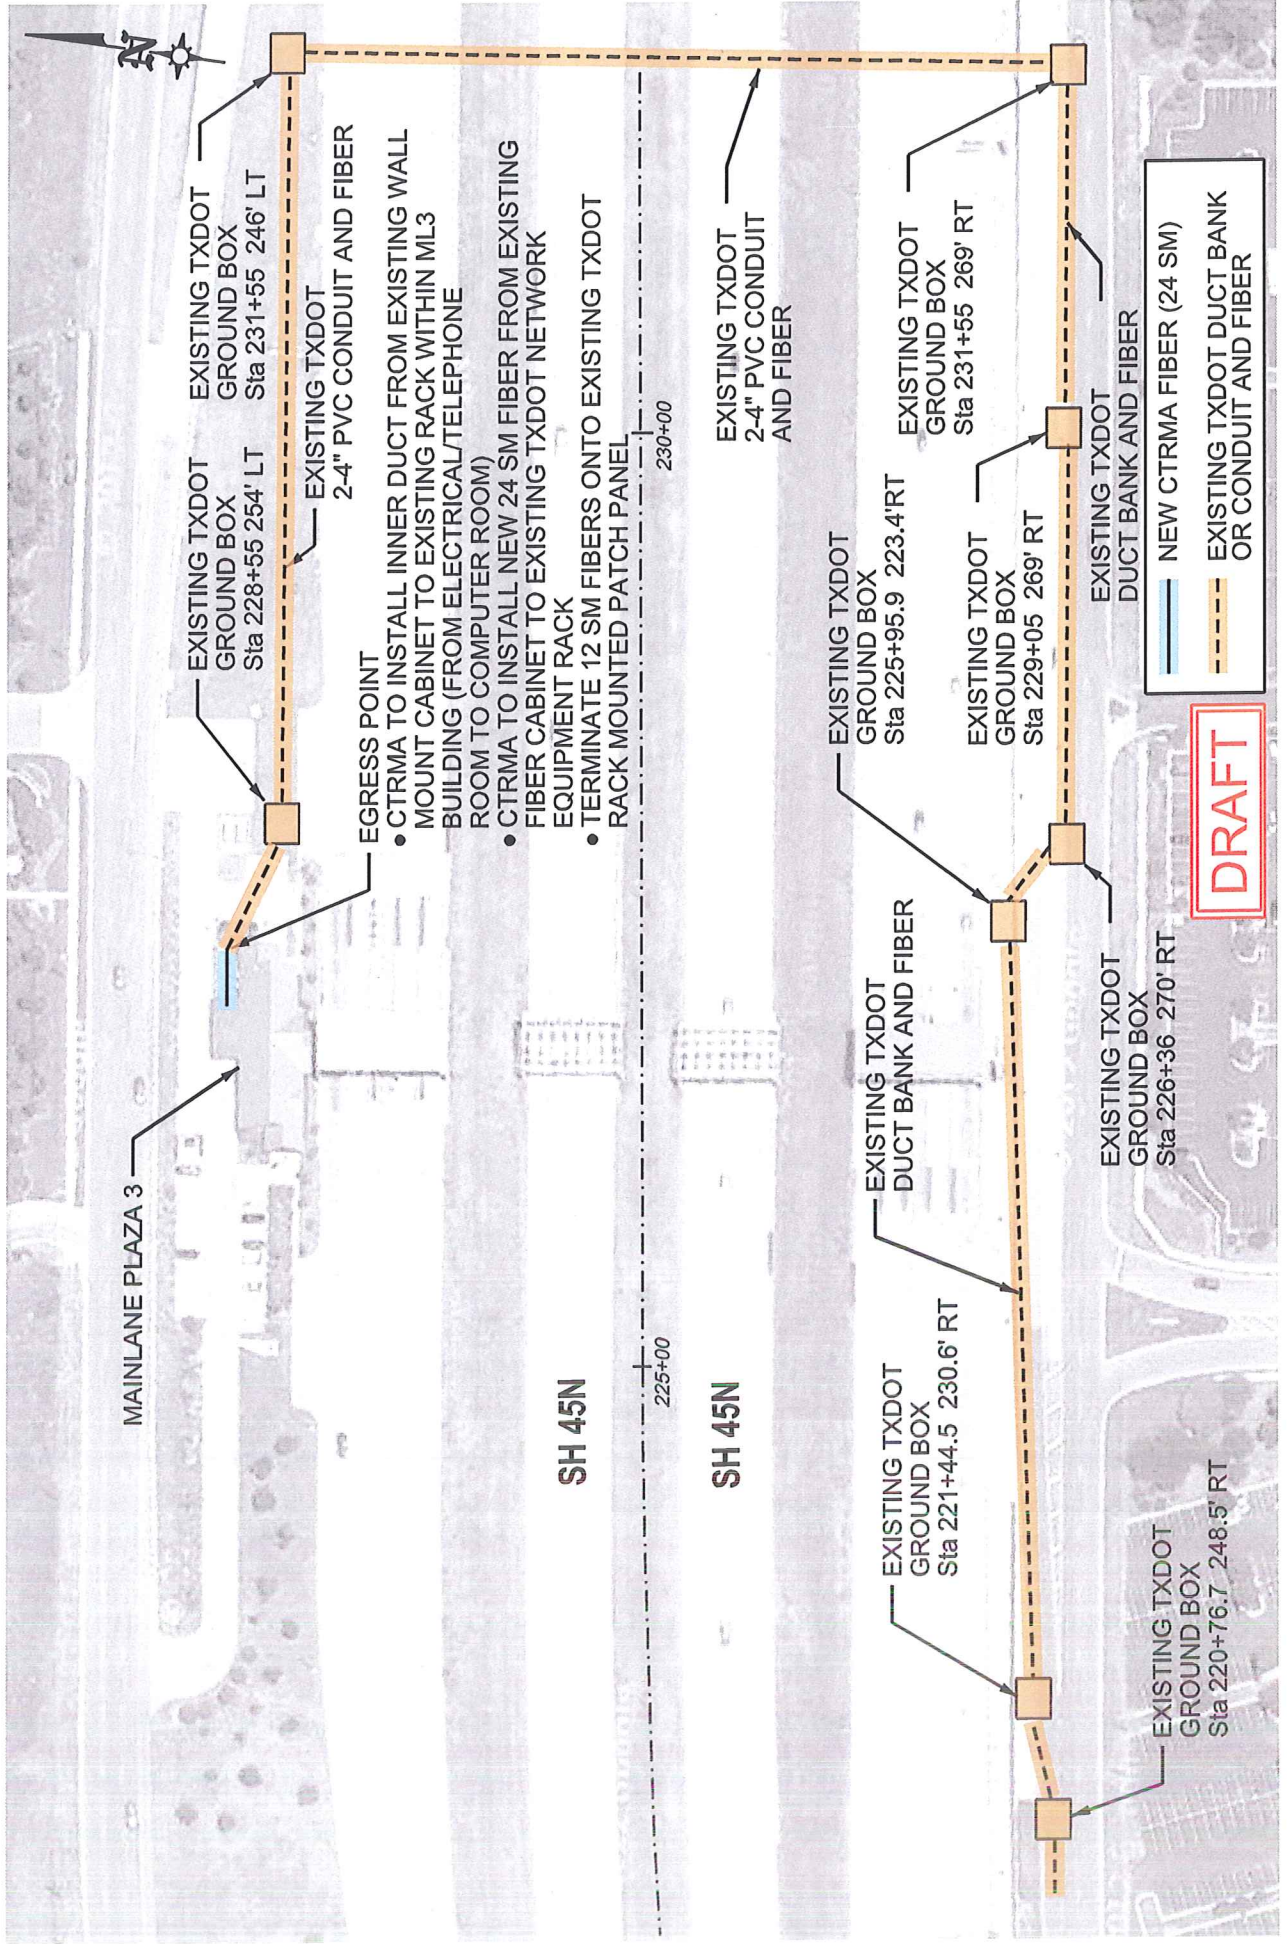 N
MAINLANE PLAZA 3
EXISTING TXDOT
GROUND BOX
Sta 228+55 254' LT
EXISTING TXDOT
GROUND BOX
Sta 231+55 246' LT
EXISTING TXDOT
2-4" PVC CONDUIT AND FIBER
EGRESS POINT
• CTRMA TO INSTALL INNER DUCT FROM EXISTING WALL
MOUNT CABINET TO EXISTING RACK WITHIN ML3
BUILDING (FROM ELECTRICAL/TELEPHONE
ROOM TO COMPUTER ROOM)
• CTRMA TO INSTALL NEW 24 SM FIBER FROM EXISTING
FIBER CABINET TO EXISTING TXDOT NETWORK
EQUIPMENT RACK
• TERMINATE 12 SM FIBERS ONTO EXISTING TXDOT
RACK MOUNTED PATCH PANEL
SH 45N
225+00
230+00
SH 45N
EXISTING TXDOT
2-4" PVC CONDUIT
AND FIBER
EXISTING TXDOT
GROUND BOX
Sta 221+44.5 230.6' RT
EXISTING TXDOT
DUCT BANK AND FIBER
EXISTING TXDOT
GROUND BOX
Sta 225+95.9 223.4'RT
EXISTING TXDOT
GROUND BOX
Sta 231+55 269' RT
EXISTING TXDOT
GROUND BOX
Sta 229+05 269' RT
EXISTING TXDOT
GROUND BOX
Sta 220+76.7 248.5' RT
EXISTING TXDOT
GROUND BOX
Sta 226+36 270' RT
EXISTING TXDOT
DUCT BANK AND FIBER
DRAFT
NEW CTRMA FIBER (24 SM)
EXISTING TXDOT DUCT BANK
OR CONDUIT AND FIBER